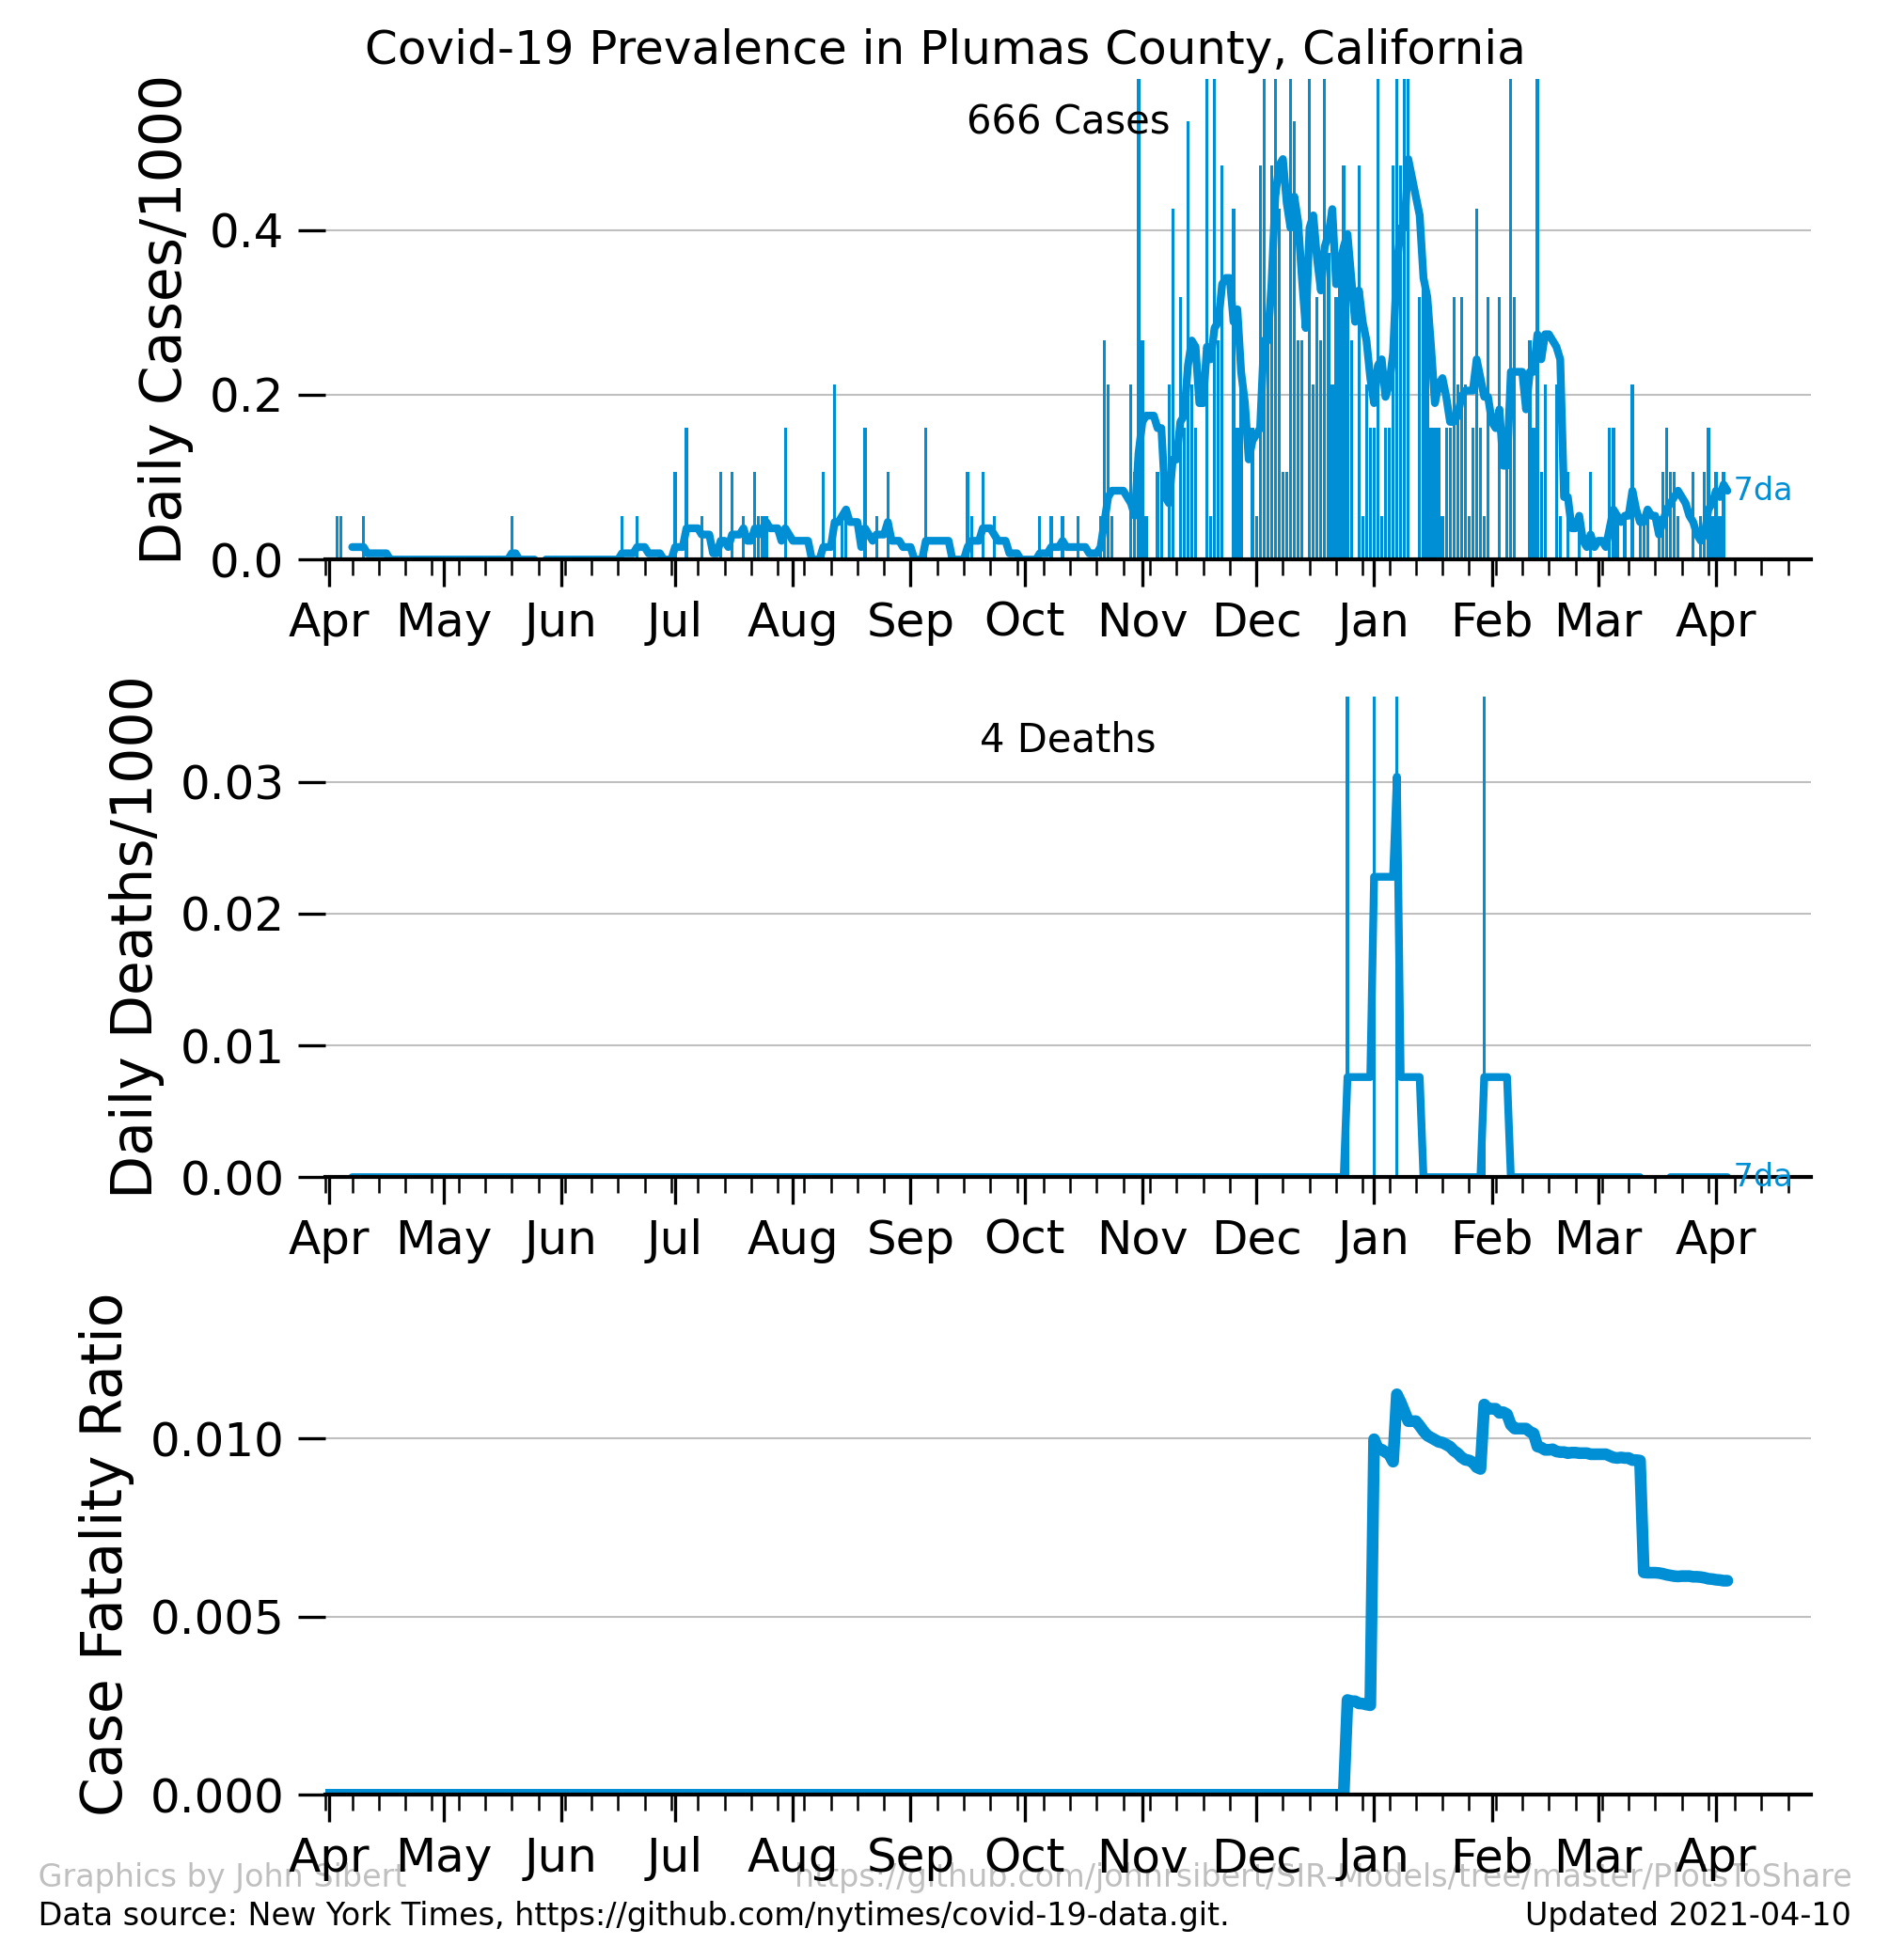 Covid-19 Prevalence in Plumas County, California
Daily Cases/1000
666 Cases
0.4
0.2
0.0
7da
Apr May Jun Jul Aug Sep Oct Nov Dec Jan Feb Mar Apr
Daily Deaths/1000
4 Deaths
0.03
0.02
0.01
0.00
7da
Apr May Jun Jul Aug Sep Oct Nov Dec Jan Feb Mar Apr
Case Fatality Ratio
0.010
0.005
0.000
Apr May Jun Jul Aug Sep Oct Nov Dec Jan Feb Mar Apr
Graphics by John Sibert https://github.com/johnrsibert/SIR-Models/tree/master/PlotsToShare
Data source: New York Times, https://github.com/nytimes/covid-19-data.git. Updated 2021-04-10